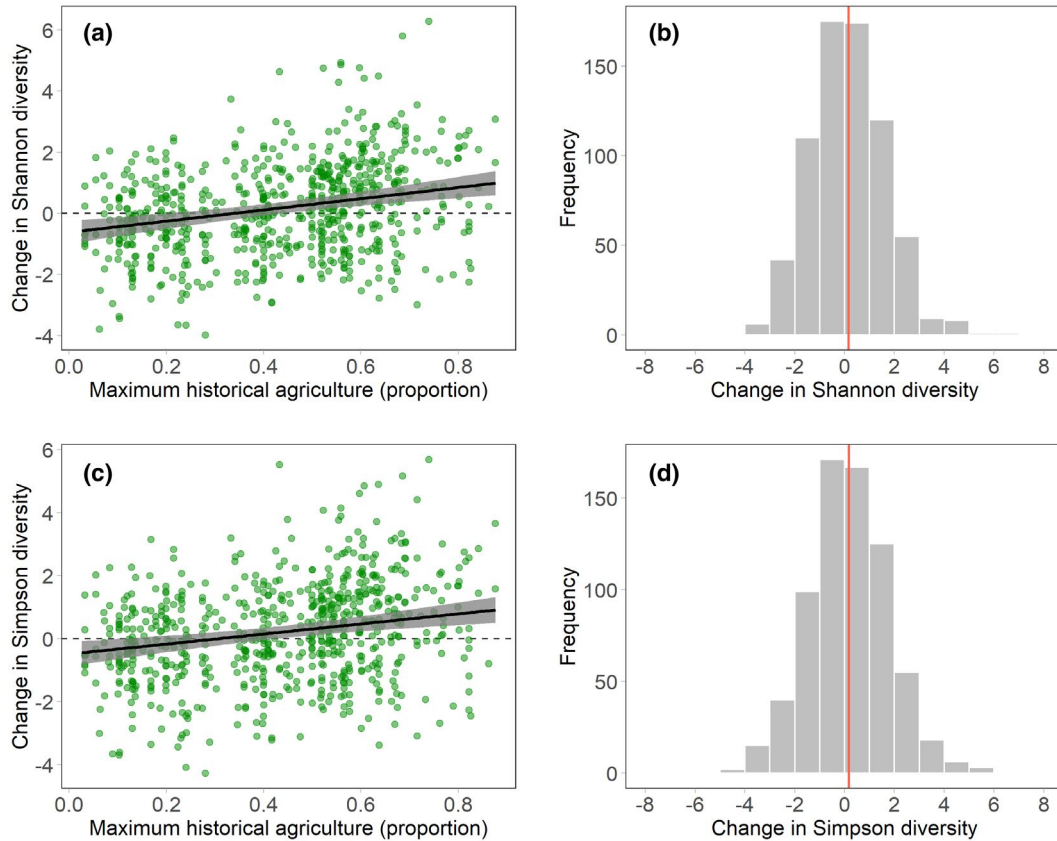 (a)
Change in Shannon diversity
6
4
2
0
-2
-4
0.0 0.2 0.4 0.6 0.8
Maximum historical agriculture (proportion)
(b)
Frequency
150
100
50
0
-8 -6 -4 -2 0 2 4 6 8
Change in Shannon diversity
(c)
Change in Simpson diversity
6
4
2
0
-2
-4
0.0 0.2 0.4 0.6 0.8
Maximum historical agriculture (proportion)
(d)
Frequency
150
100
50
0
-8 -6 -4 -2 0 2 4 6 8
Change in Simpson diversity